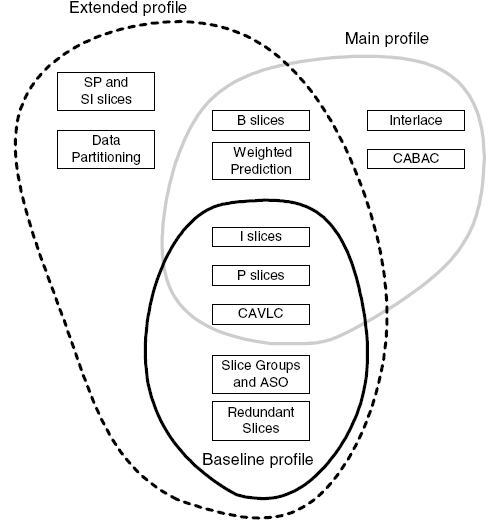 Extended profile
Main profile
SP and
SI slices
Data
Partitioning
B slices
Weighted
Prediction
Interlace
CABAC
I slices
P slices
CAVLC
Slice Groups
and ASO
Redundant
Slices
Baseline profile